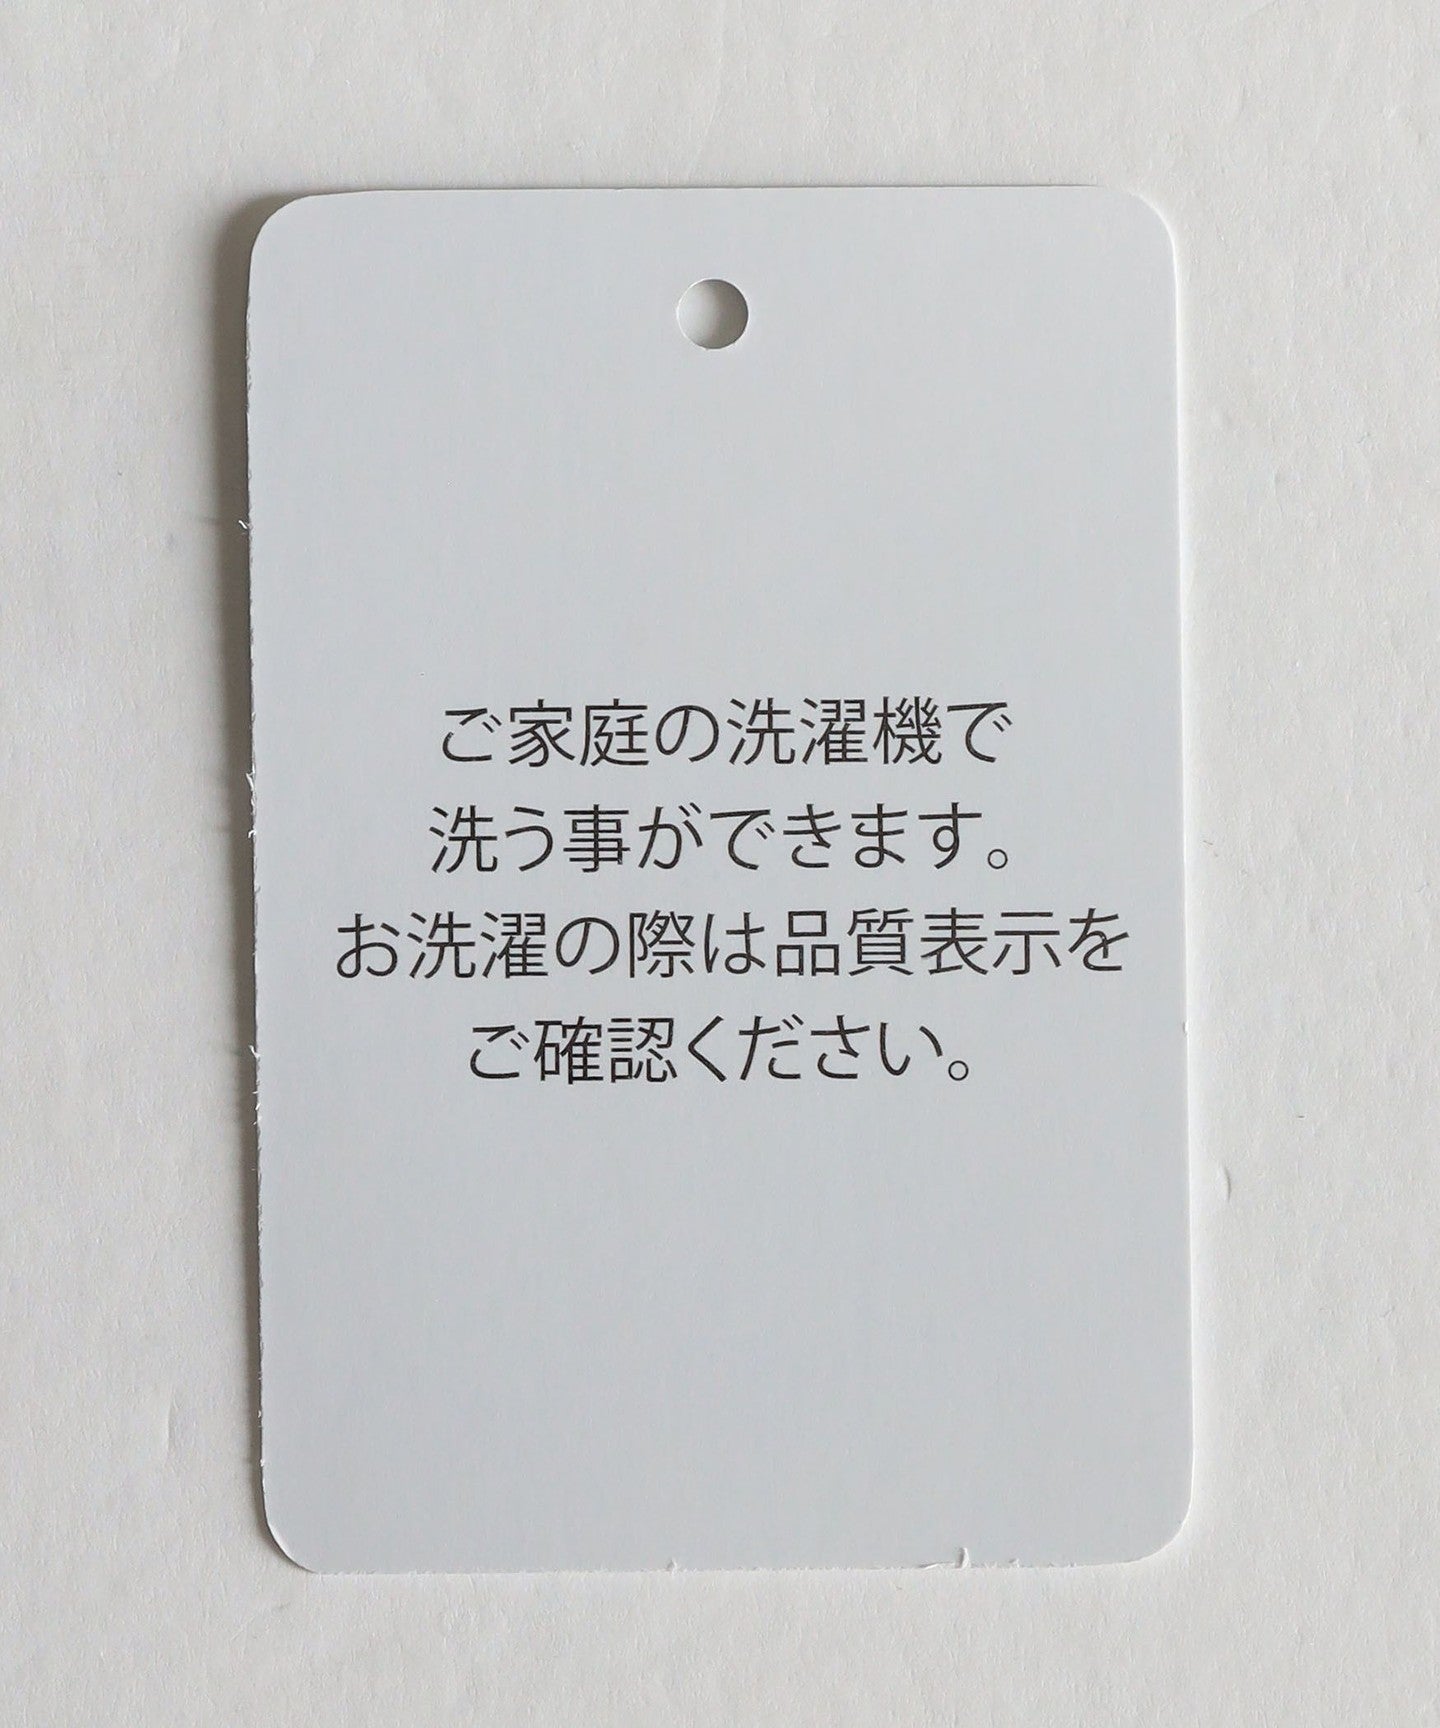 ご家庭の洗濯機で
洗う事ができます。
お洗濯の際は品質表示を
ご確認ください。